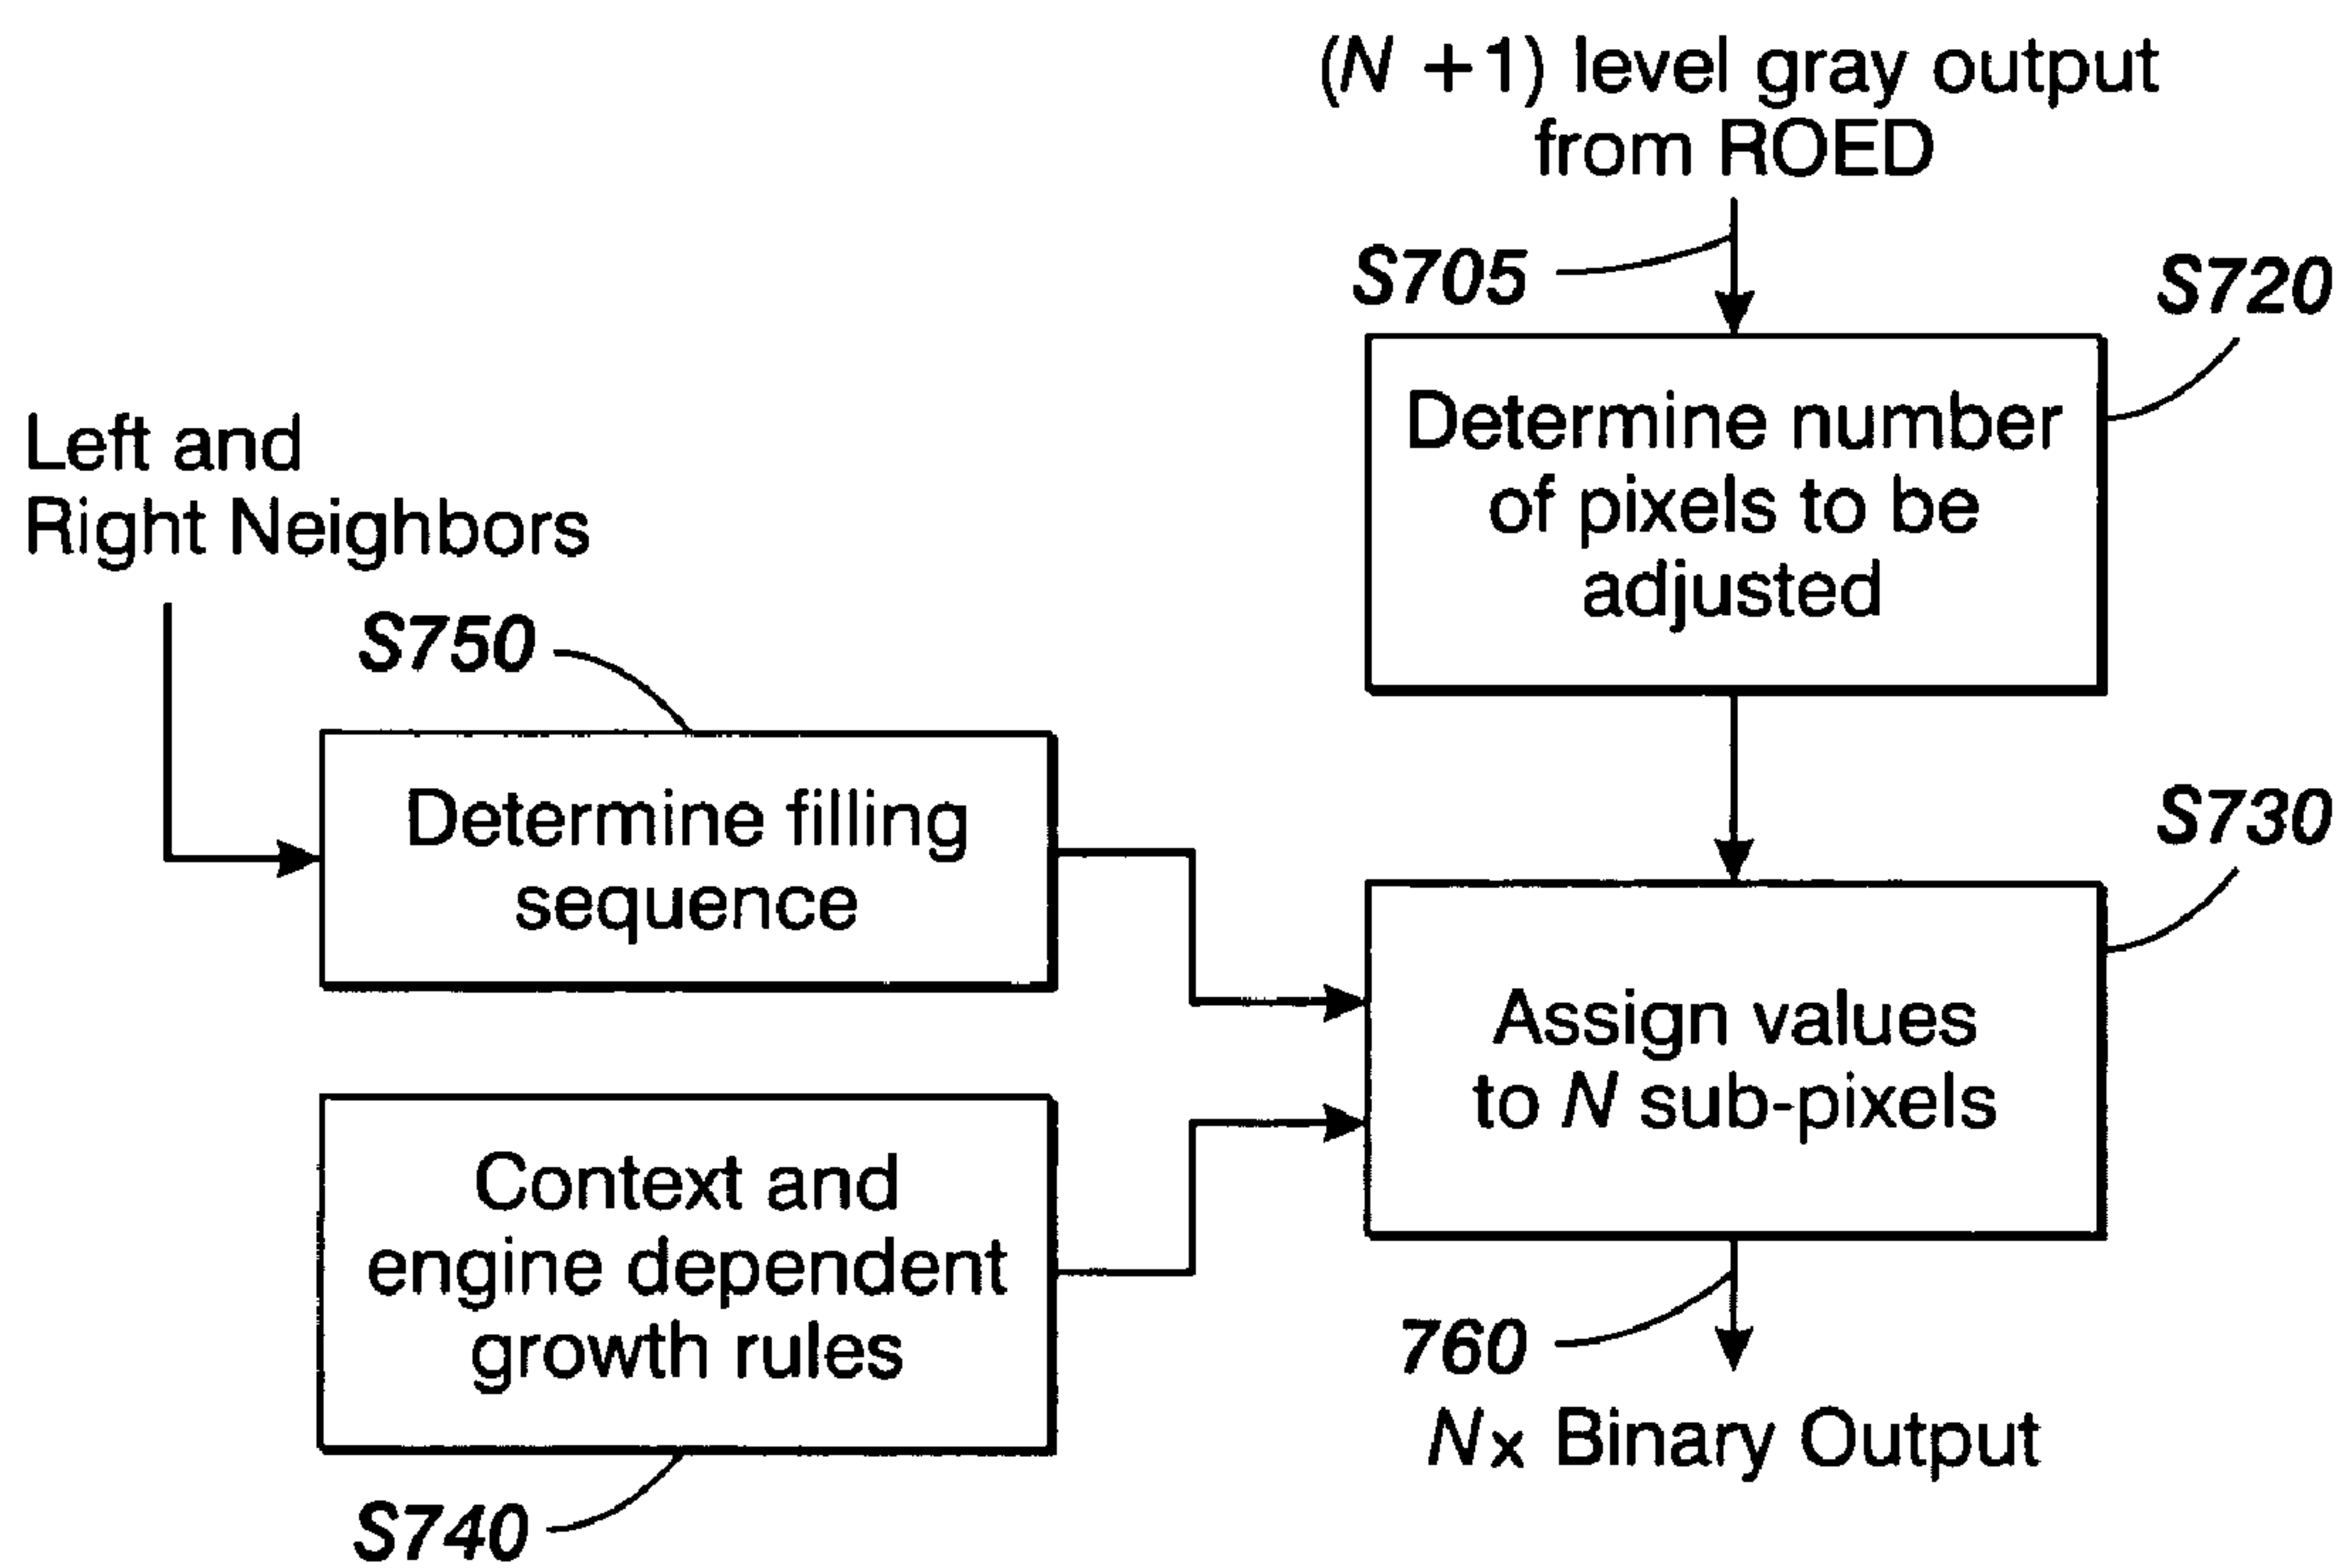 (N + 1) level gray output
from ROED
S705
S720
Determine number
of pixels to be
adjusted
Left and
Right Neighbors
S750
Determine filling
sequence
S730
Assign values
to N sub-pixels
Context and
engine dependent
growth rules
S740
760
Nx Binary Output